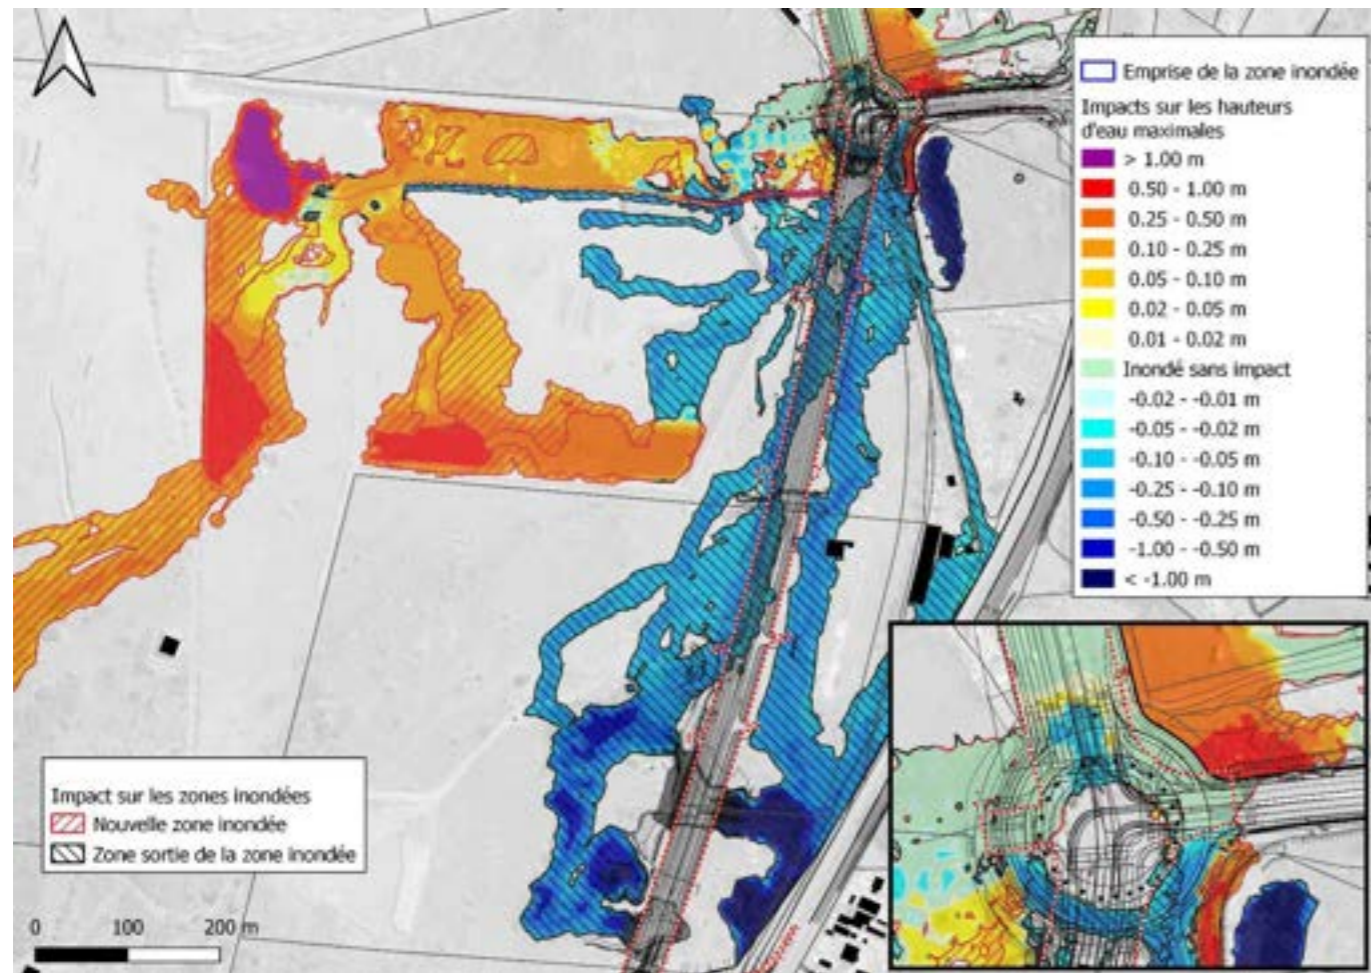 Emprise de la zone inondée
Impacts sur les hauteurs
d'eau maximales
> 1.00 m
0.50 - 1.00 m
0.25 - 0.50 m
0.10 - 0.25 m
0.05 - 0.10 m
0.02 - 0.05 m
0.01 - 0.02 m
Inondé sans impact
-0.02 - -0.01 m
-0.05 - -0.02 m
-0.10 - -0.05 m
-0.25 - -0.10 m
-0.50 - -0.25 m
-1.00 - -0.50 m
< -1.00 m
Impact sur les zones inondées
Nouvelle zone inondée
Zone sortie de la zone inondée
0 100 200 m